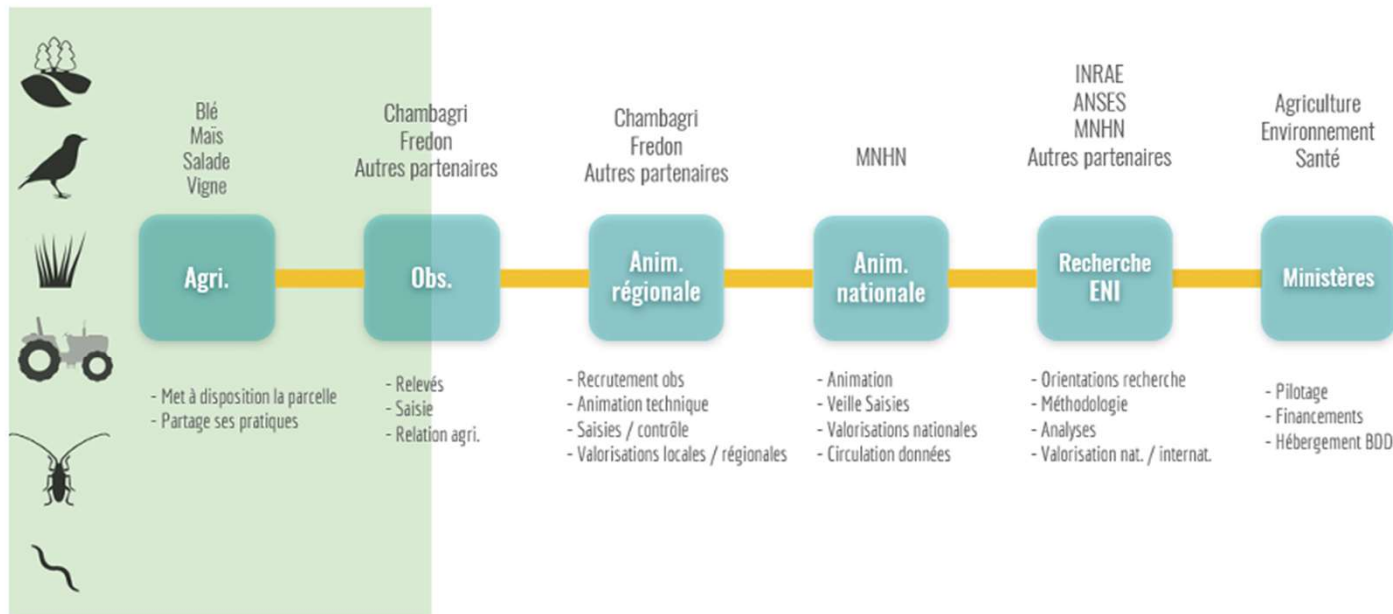 Blé
Maïs
Salade
Vigne
Agri.
- Met à disposition la parcelle
- Partage ses pratiques
Chambagri
Fredon
Autres partenaires
Obs.
- Relevés
- Saisie
- Relation agri.
Chambagri
Fredon
Autres partenaires
Anim.
régionale
- Recrutement obs
- Animation technique
- Saisies / contrôle
- Valorisations locales / régionales
MNHN
Anim.
nationale
- Animation
- Veille Saisies
- Valorisations nationales
- Circulation données
INRAE
ANSES
MNHN
Autres partenaires
Recherche
ENI
- Orientations recherche
- Méthodologie
- Analyses
- Valorisation nat. / internat.
Agriculture
Environnement
Santé
Ministères
- Pilotage
- Financements
- Hébergement BDD